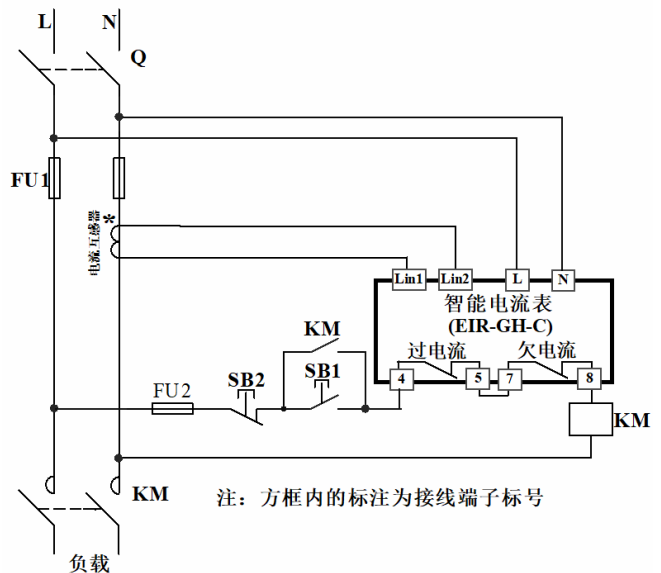 L N
Q
FU1
电流互感器
*
Lin1 Lin2 L N
智能电流表
(EIR-GH-C)
过电流 欠电流
4 5 7 8
KM
SB2 SB1
FU2
KM
KM
注：方框内的标注为接线端子标号
负载